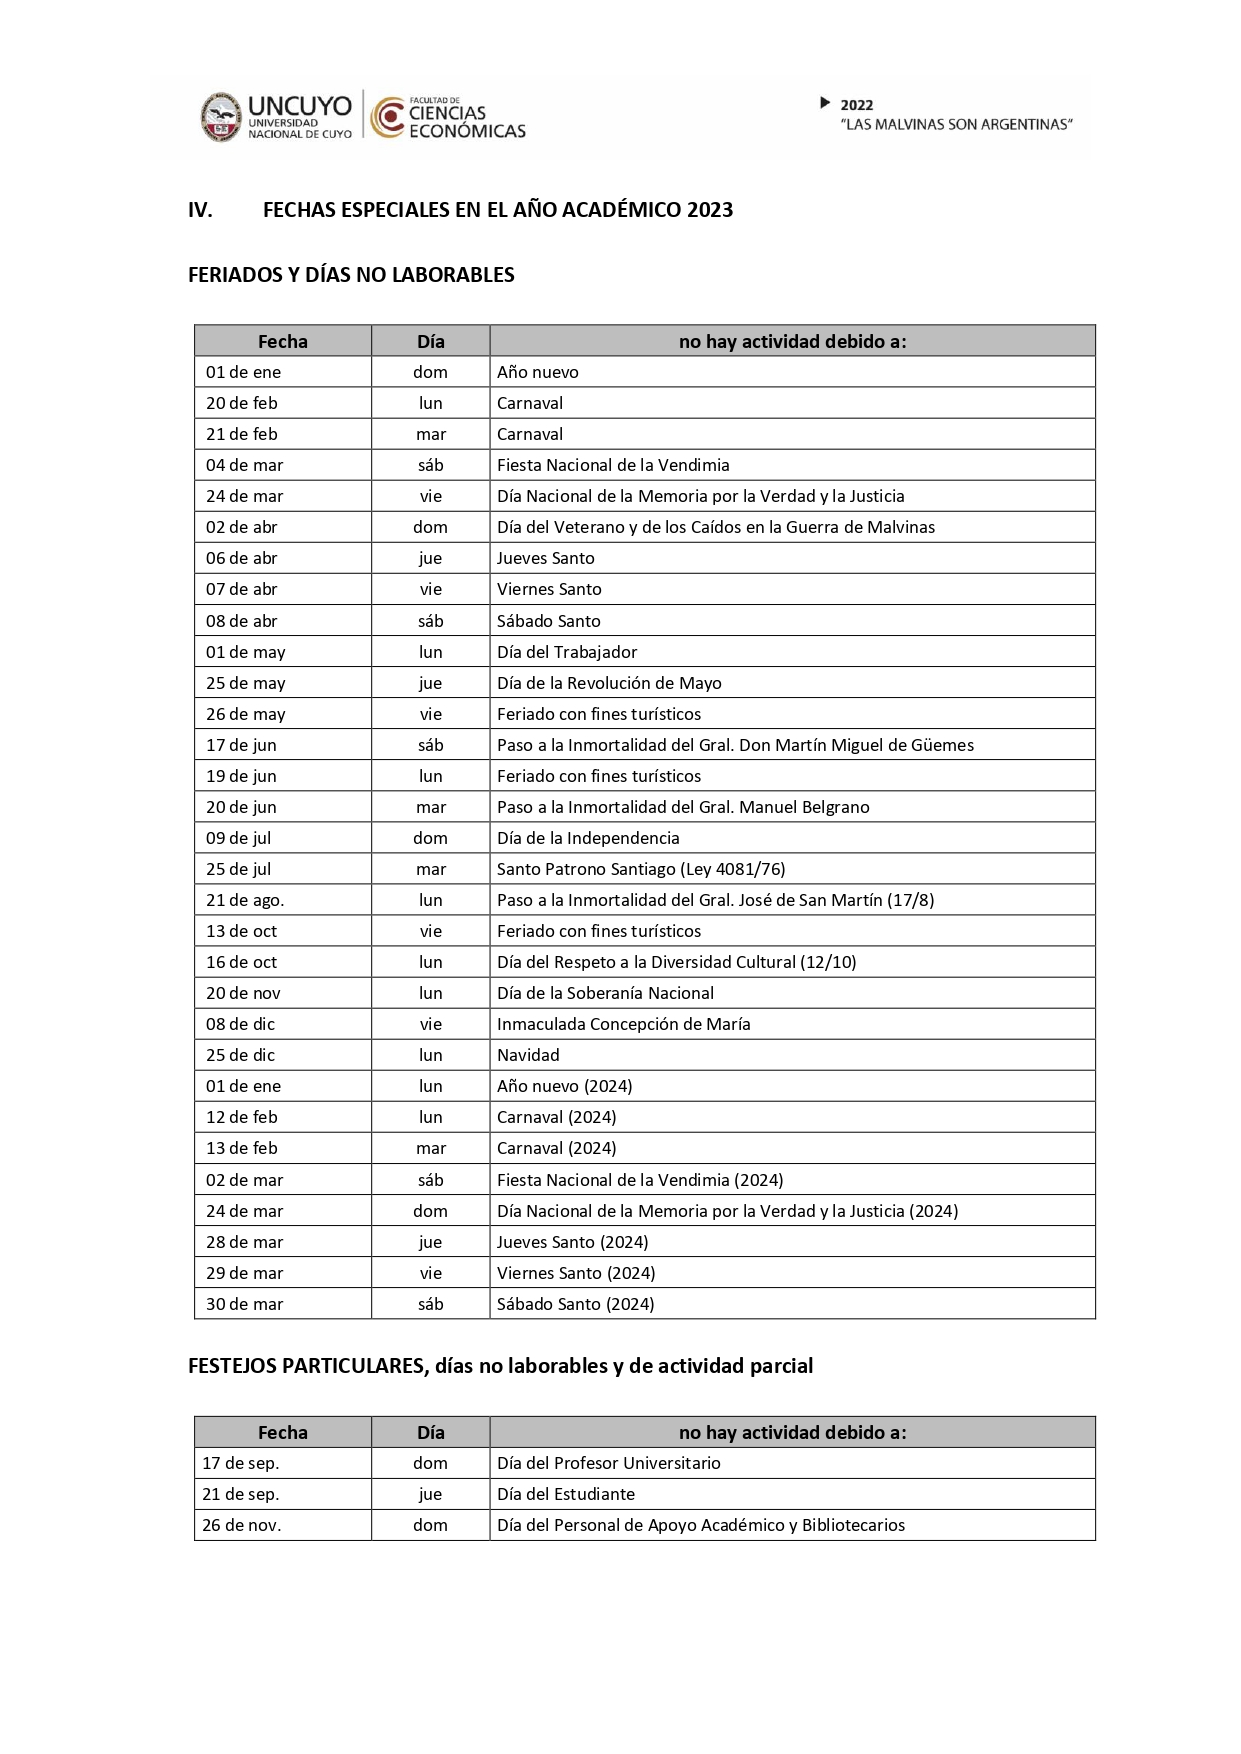 UNCUYO
UNIVERSIDAD
NACIONAL DE CUYO
FACULTAD DE
CIENCIAS
ECONÓMICAS
2022
"LAS MALVINAS SON ARGENTINAS"
IV. FECHAS ESPECIALES EN EL AÑO ACADÉMICO 2023
FERIADOS Y DÍAS NO LABORABLES
Fecha Día no hay actividad debido a:
01 de ene dom Año nuevo
20 de feb lun Carnaval
21 de feb mar Carnaval
04 de mar sáb Fiesta Nacional de la Vendimia
24 de mar vie Día Nacional de la Memoria por la Verdad y la Justicia
02 de abr dom Día del Veterano y de los Caídos en la Guerra de Malvinas
06 de abr jue Jueves Santo
07 de abr vie Viernes Santo
08 de abr sáb Sábado Santo
01 de may lun Día del Trabajador
25 de may jue Día de la Revolución de Mayo
26 de may vie Feriado con fines turísticos
17 de jun sáb Paso a la Inmortalidad del Gral. Don Martín Miguel de Güemes
19 de jun lun Feriado con fines turísticos
20 de jun mar Paso a la Inmortalidad del Gral. Manuel Belgrano
09 de jul dom Día de la Independencia
25 de jul mar Santo Patrono Santiago (Ley 4081/76)
21 de ago. lun Paso a la Inmortalidad del Gral. José de San Martín (17/8)
13 de oct vie Feriado con fines turísticos
16 de oct lun Día del Respeto a la Diversidad Cultural (12/10)
20 de nov lun Día de la Soberanía Nacional
08 de dic vie Inmaculada Concepción de María
25 de dic lun Navidad
01 de ene lun Año nuevo (2024)
12 de feb lun Carnaval (2024)
13 de feb mar Carnaval (2024)
02 de mar sáb Fiesta Nacional de la Vendimia (2024)
24 de mar dom Día Nacional de la Memoria por la Verdad y la Justicia (2024)
28 de mar jue Jueves Santo (2024)
29 de mar vie Viernes Santo (2024)
30 de mar sáb Sábado Santo (2024)
FESTEJOS PARTICULARES, días no laborables y de actividad parcial
Fecha Día no hay actividad debido a:
17 de sep. dom Día del Profesor Universitario
21 de sep. jue Día del Estudiante
26 de nov. dom Día del Personal de Apoyo Académico y Bibliotecarios